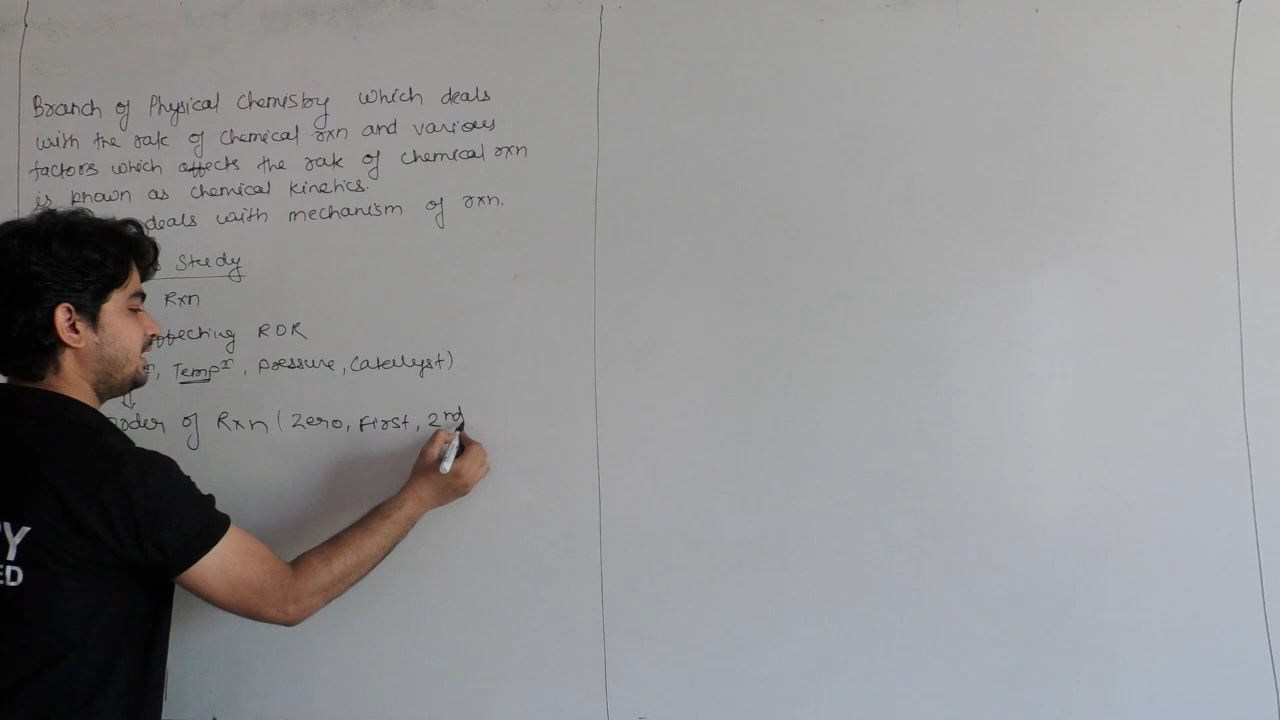 Branch of Physical Chemistry which deals
with the rate of chemical rxn and various
factors which affects the rate of chemical rxn
is known as chemical kinetics.
deals with mechanism of rxn.
Study
Rxn
affecting ROR
, Tempr, pressure, Catalyst)
order of Rxn (Zero, First, 2nd
Y
ED